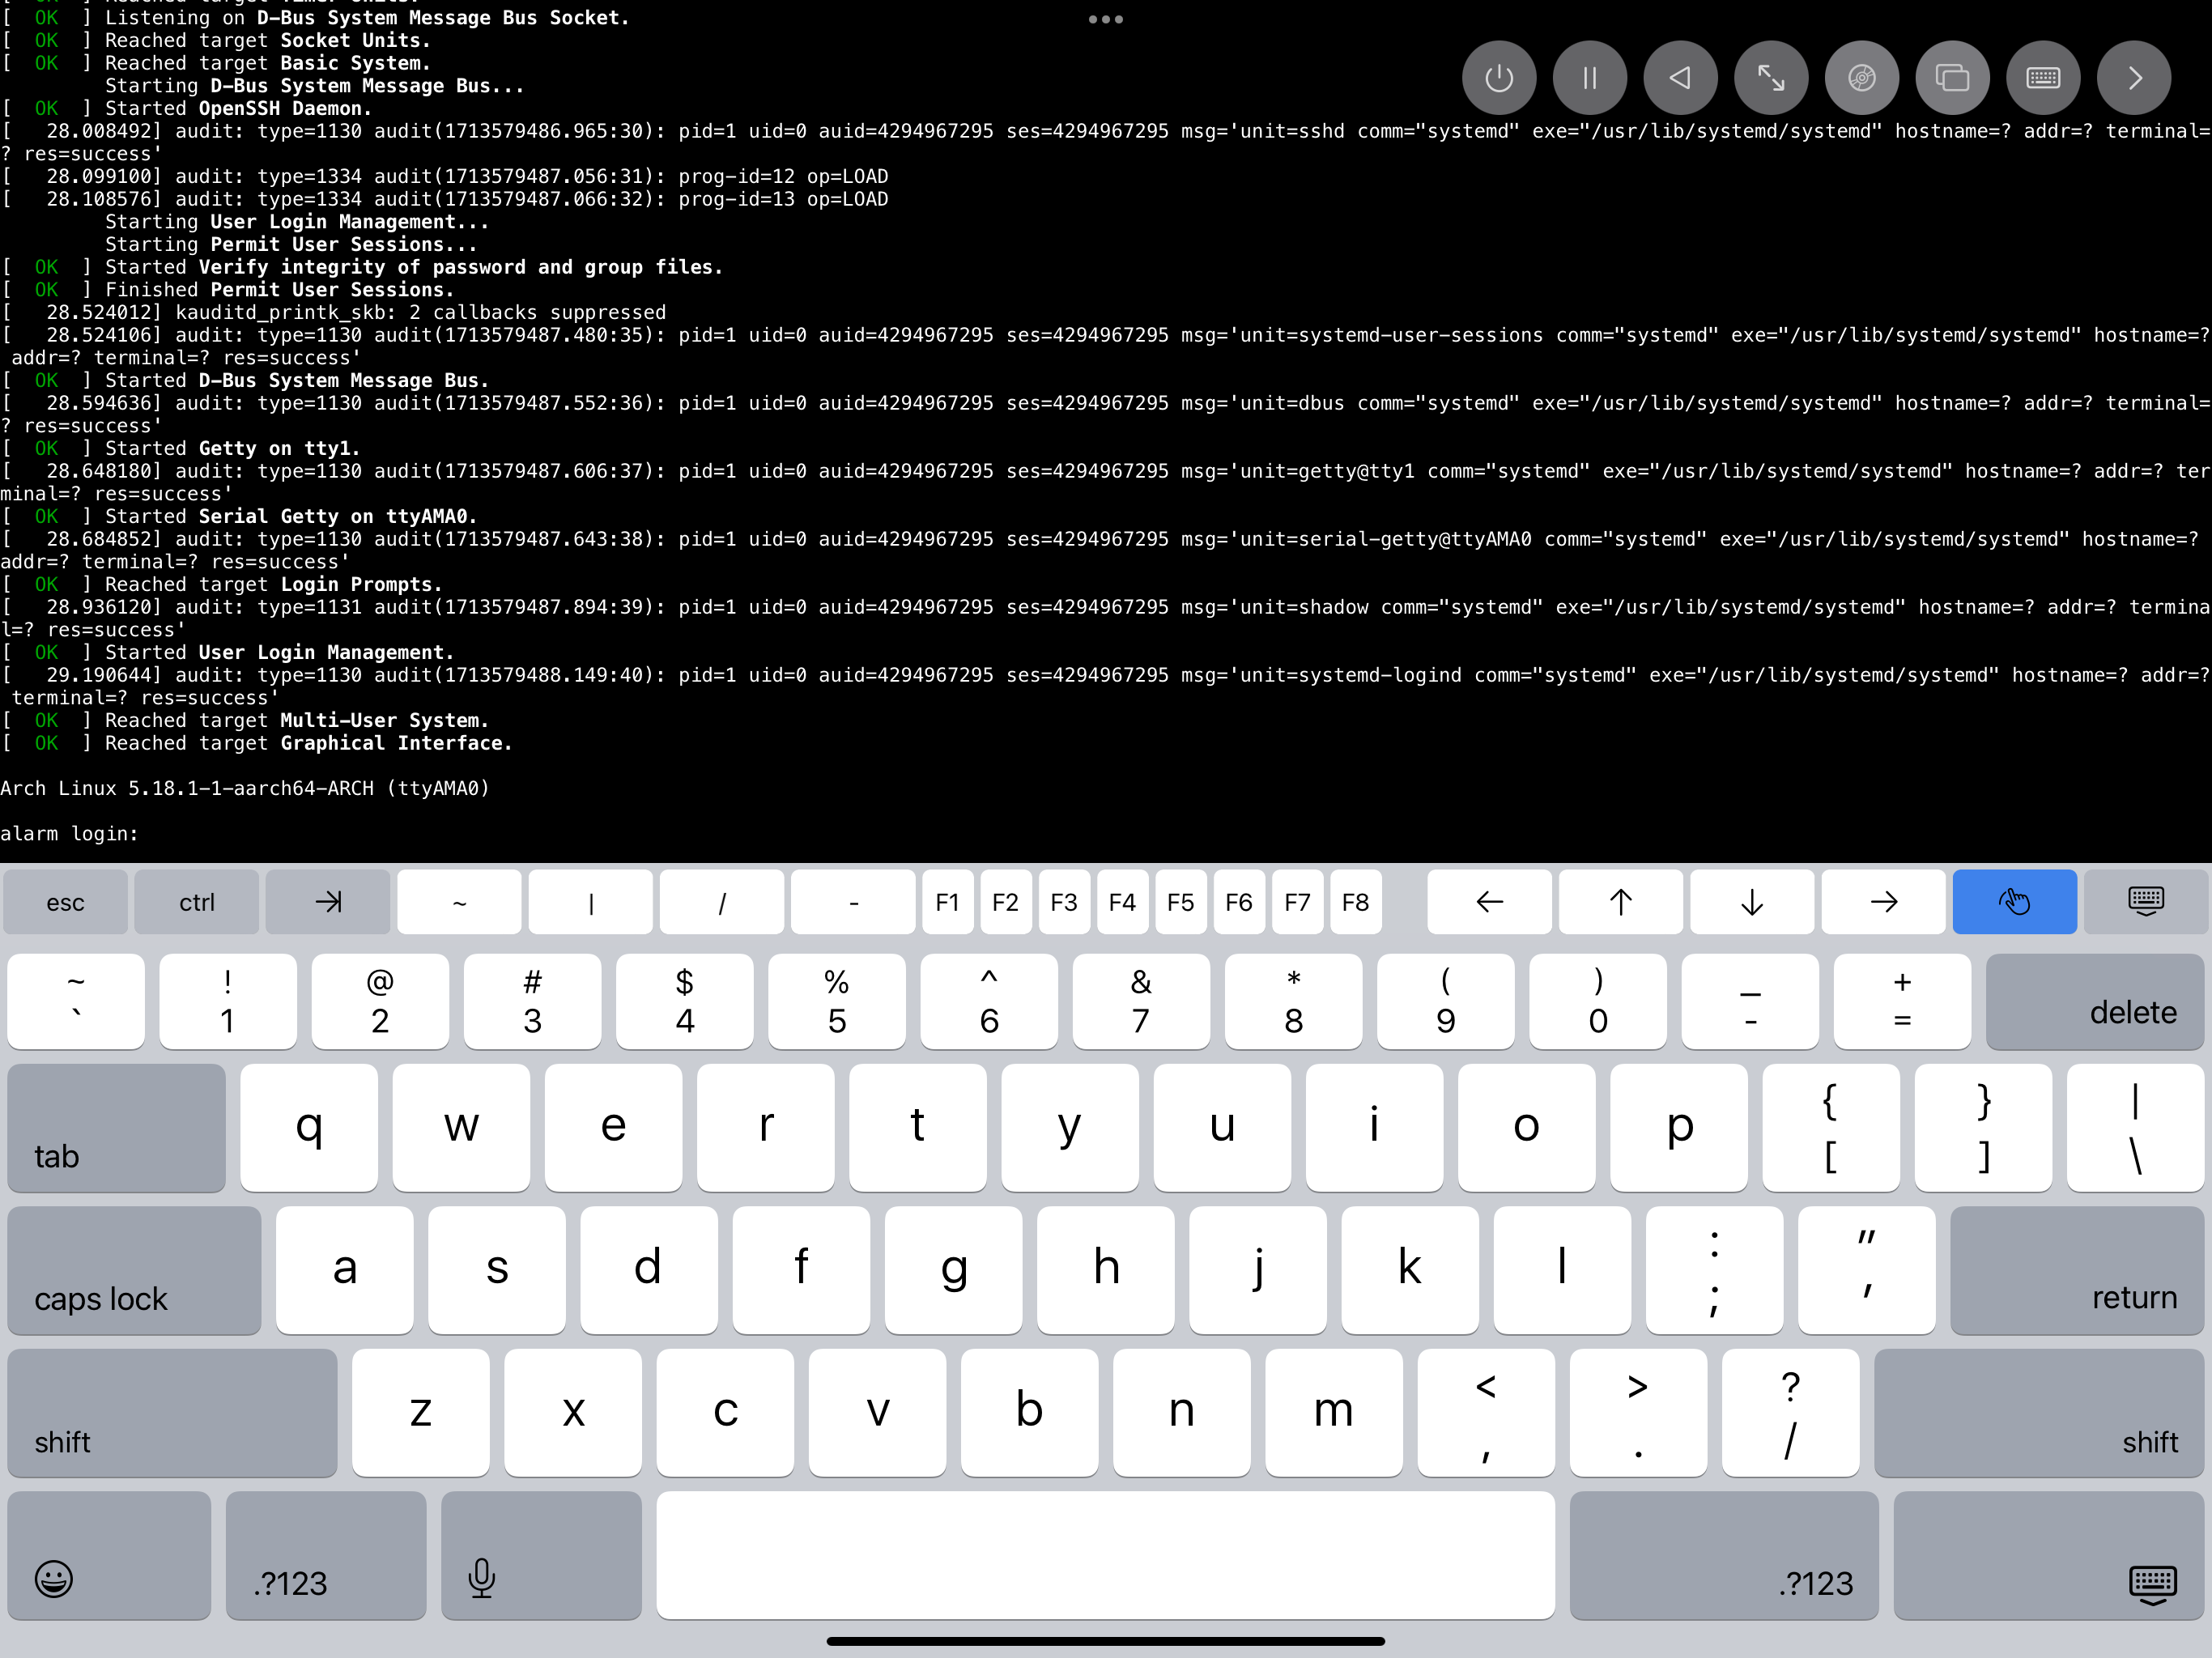 [  OK  ] Listening on D-Bus System Message Bus Socket.
[  OK  ] Reached target Socket Units.
[  OK  ] Reached target Basic System.
         Starting D-Bus System Message Bus...
[  OK  ] Started OpenSSH Daemon.
[   28.008492] audit: type=1130 audit(1713579486.965:30): pid=1 uid=0 auid=4294967295 ses=4294967295 msg='unit=sshd comm="systemd" exe="/usr/lib/systemd/systemd" hostname=? addr=? terminal=
? res=success'
[   28.099100] audit: type=1334 audit(1713579487.056:31): prog-id=12 op=LOAD
[   28.108576] audit: type=1334 audit(1713579487.066:32): prog-id=13 op=LOAD
         Starting User Login Management...
         Starting Permit User Sessions...
[  OK  ] Started Verify integrity of password and group files.
[  OK  ] Finished Permit User Sessions.
[   28.524012] kauditd_printk_skb: 2 callbacks suppressed
[   28.524106] audit: type=1130 audit(1713579487.480:35): pid=1 uid=0 auid=4294967295 ses=4294967295 msg='unit=systemd-user-sessions comm="systemd" exe="/usr/lib/systemd/systemd" hostname=?
 addr=? terminal=? res=success'
[  OK  ] Started D-Bus System Message Bus.
[   28.594636] audit: type=1130 audit(1713579487.552:36): pid=1 uid=0 auid=4294967295 ses=4294967295 msg='unit=dbus comm="systemd" exe="/usr/lib/systemd/systemd" hostname=? addr=? terminal=
? res=success'
[  OK  ] Started Getty on tty1.
[   28.648180] audit: type=1130 audit(1713579487.606:37): pid=1 uid=0 auid=4294967295 ses=4294967295 msg='unit=getty@tty1 comm="systemd" exe="/usr/lib/systemd/systemd" hostname=? addr=? ter
minal=? res=success'
[  OK  ] Started Serial Getty on ttyAMA0.
[   28.684852] audit: type=1130 audit(1713579487.643:38): pid=1 uid=0 auid=4294967295 ses=4294967295 msg='unit=serial-getty@ttyAMA0 comm="systemd" exe="/usr/lib/systemd/systemd" hostname=?
addr=? terminal=? res=success'
[  OK  ] Reached target Login Prompts.
[   28.936120] audit: type=1131 audit(1713579487.894:39): pid=1 uid=0 auid=4294967295 ses=4294967295 msg='unit=shadow comm="systemd" exe="/usr/lib/systemd/systemd" hostname=? addr=? termina
l=? res=success'
[  OK  ] Started User Login Management.
[   29.190644] audit: type=1130 audit(1713579488.149:40): pid=1 uid=0 auid=4294967295 ses=4294967295 msg='unit=systemd-logind comm="systemd" exe="/usr/lib/systemd/systemd" hostname=? addr=?
 terminal=? res=success'
[  OK  ] Reached target Multi-User System.
[  OK  ] Reached target Graphical Interface.
Arch Linux 5.18.1-1-aarch64-ARCH (ttyAMA0)
alarm login:
esc ctrl ~ | / - F1 F2 F3 F4 F5 F6 F7 F8
~ ! @ # $ % ^ & * ( ) _ +
` 1 2 3 4 5 6 7 8 9 0 - = delete
tab q w e r t y u i o p { [ } ] | \
caps lock a s d f g h j k l : ; " ' return
shift z x c v b n m < , > . ? / shift
.?123 .?123